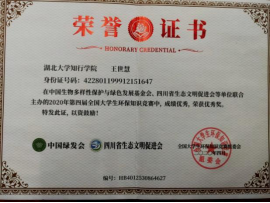 荣誉证书
HONORARY CREDENTIAL
湖北大学知行学院 王世慧
身份证号码：422801199912151647
在中国生物多样性保护与绿色发展基金会、四川省生态文明促进会等单位联合
主办的2020年第四届全国大学生环保知识竞赛中，成绩优秀，荣获优秀奖。
特发此证，以资鼓励！
中国绿发会 四川省生态文明促进会
编号：HB40125380664627